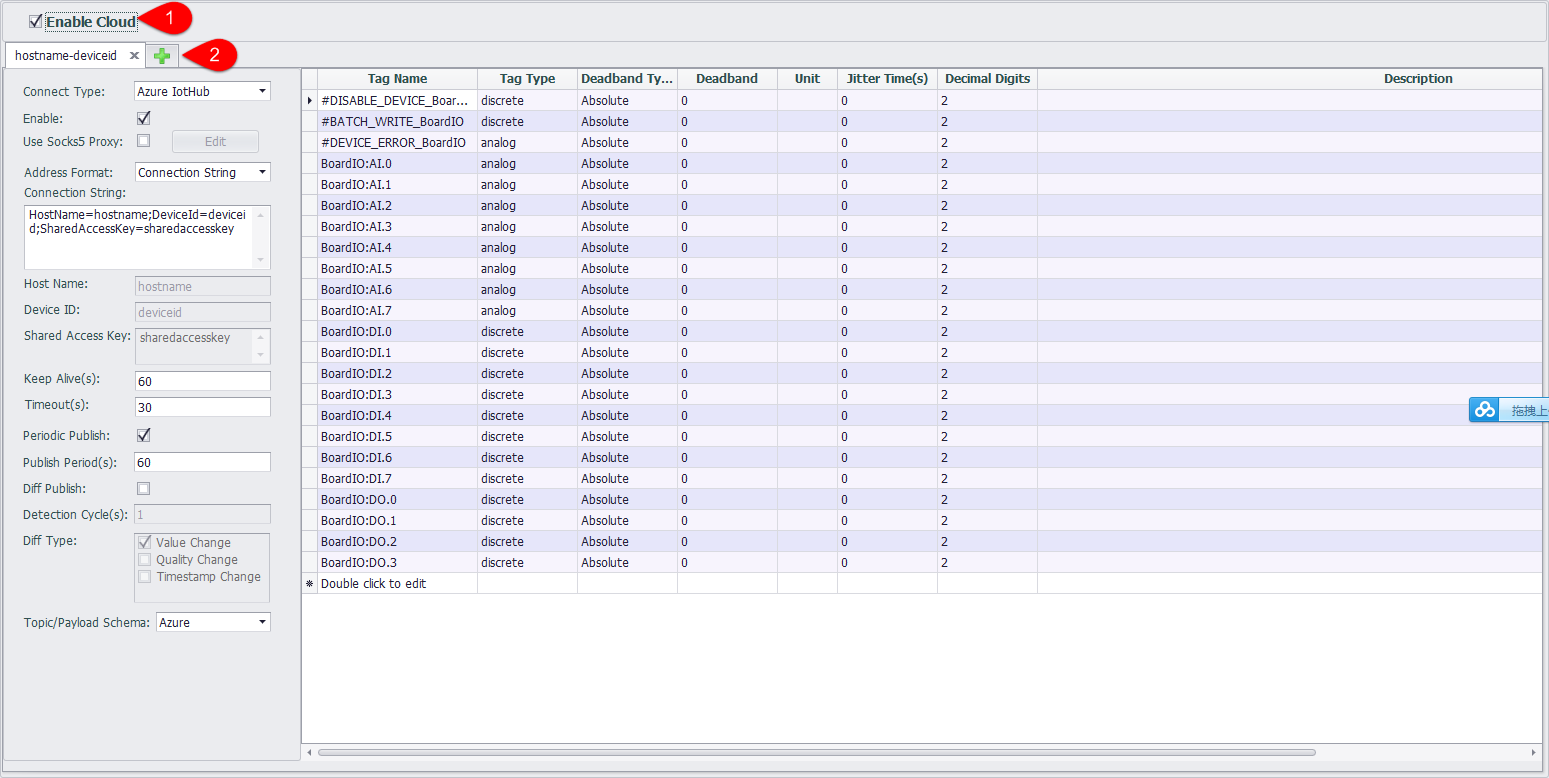 Enable Cloud
1
hostname-deviceid
2
Connect Type: Azure IotHub
Enable:
Use Socks5 Proxy: Edit
Address Format: Connection String
Connection String:
HostName=hostname;DeviceId=devicei
d;SharedAccessKey=sharedaccesskey
Host Name: hostname
Device ID: deviceid
Shared Access Key: sharedaccesskey
Keep Alive(s): 60
Timeout(s): 30
Periodic Publish:
Publish Period(s): 60
Diff Publish:
Detection Cycle(s): 1
Diff Type: Value Change
Quality Change
Timestamp Change
Topic/Payload Schema: Azure
Tag Name Tag Type Deadband Ty... Deadband Unit Jitter Time(s) Decimal Digits Description
#DISABLE_DEVICE_Boar... discrete Absolute 0 0 2
#BATCH_WRITE_BoardIO discrete Absolute 0 0 2
#DEVICE_ERROR_BoardIO analog Absolute 0 0 2
BoardIO:AI.0 analog Absolute 0 0 2
BoardIO:AI.1 analog Absolute 0 0 2
BoardIO:AI.2 analog Absolute 0 0 2
BoardIO:AI.3 analog Absolute 0 0 2
BoardIO:AI.4 analog Absolute 0 0 2
BoardIO:AI.5 analog Absolute 0 0 2
BoardIO:AI.6 analog Absolute 0 0 2
BoardIO:AI.7 analog Absolute 0 0 2
BoardIO:DI.0 discrete Absolute 0 0 2
BoardIO:DI.1 discrete Absolute 0 0 2
BoardIO:DI.2 discrete Absolute 0 0 2
BoardIO:DI.3 discrete Absolute 0 0 2
BoardIO:DI.4 discrete Absolute 0 0 2
BoardIO:DI.5 discrete Absolute 0 0 2
BoardIO:DI.6 discrete Absolute 0 0 2
BoardIO:DI.7 discrete Absolute 0 0 2
BoardIO:DO.0 discrete Absolute 0 0 2
BoardIO:DO.1 discrete Absolute 0 0 2
BoardIO:DO.2 discrete Absolute 0 0 2
BoardIO:DO.3 discrete Absolute 0 0 2
Double click to edit
拖拽上